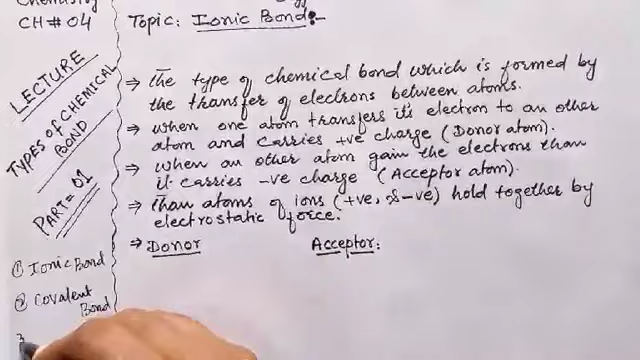 Chemistry
CH # 04
LECTURE
TYPES OF CHEMICAL
BOND
PART= 01
① Ionic Bond
② Covalent
Bond
3
Topic: Ionic Bond:-
⇒ The type of chemical bond which is formed by
the transfer of electrons between atoms.
⇒ when one atom transfers it's electron to an other
atom and carries +ve charge (Donor atom).
⇒ when an other atom gain the electrons than
it carries -ve charge (Acceptor atom).
⇒ than atoms of ions (+ve, & -ve) hold together by
electrostatic force.
⇒ Donor Acceptor: